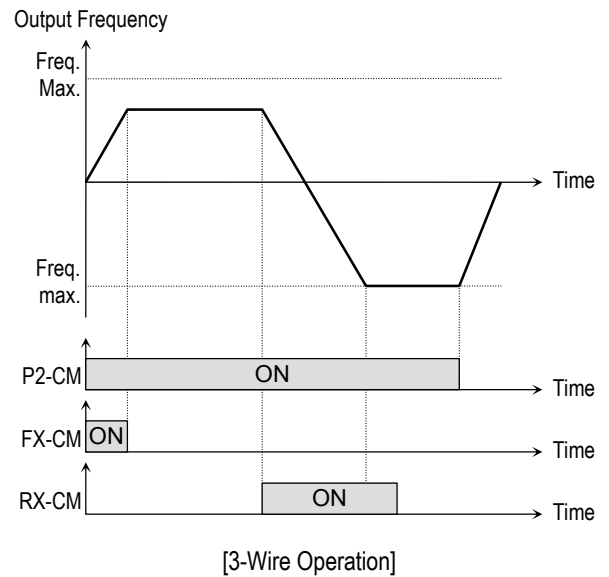 Output Frequency
Freq.
Max.
Time
Freq.
max.
P2-CM
ON
Time
FX-CM
ON
Time
RX-CM
ON
Time
[3-Wire Operation]